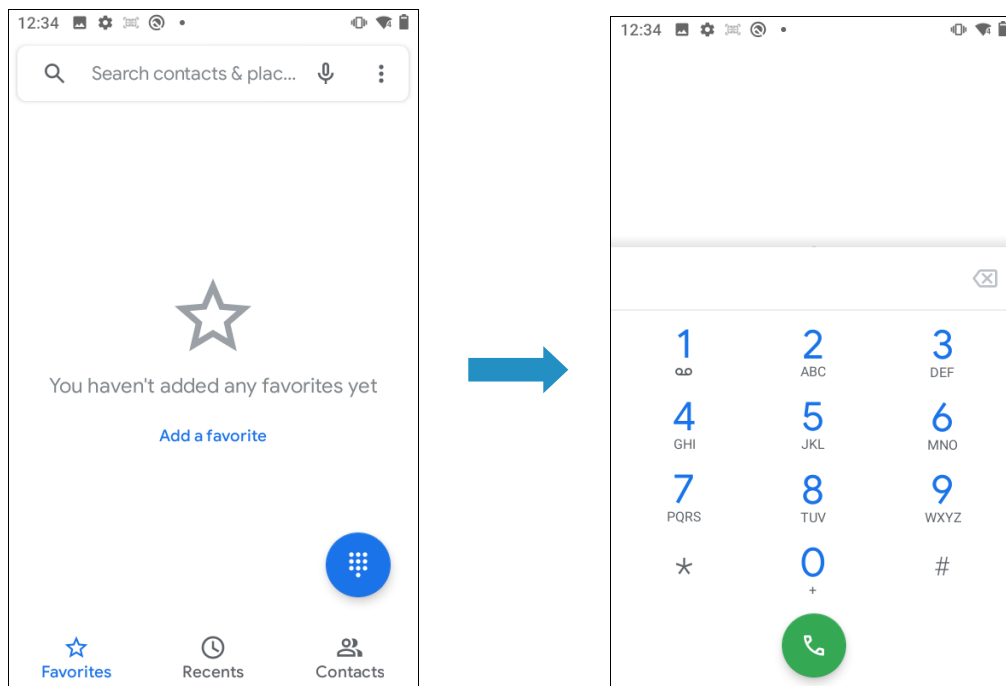 12:34
Search contacts & plac...
You haven't added any favorites yet
Add a favorite
Favorites Recents Contacts
12:34
1 2 3
ABC DEF
4 5 6
GHI JKL MNO
7 8 9
PQRS TUV WXYZ
* 0 #
+